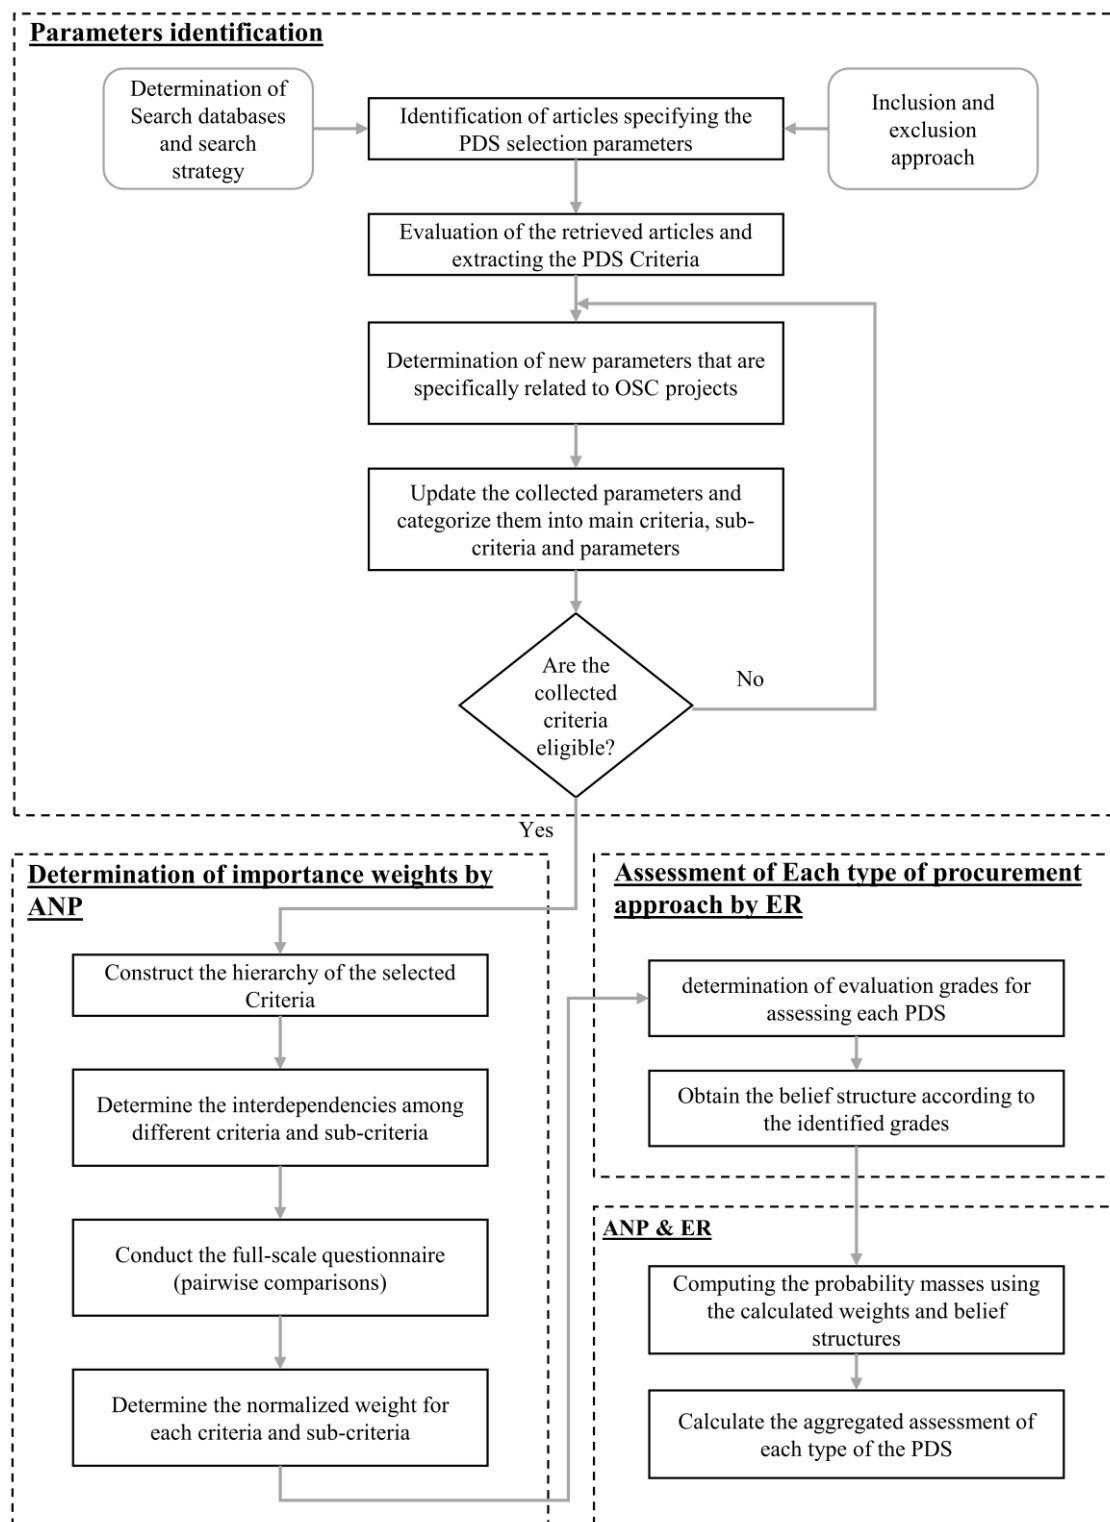 Parameters identification
Determination of
Search databases
and search
strategy
Identification of articles specifying the
PDS selection parameters
Inclusion and
exclusion
approach
Evaluation of the retrieved articles and
extracting the PDS Criteria
Determination of new parameters that are
specifically related to OSC projects
Update the collected parameters and
categorize them into main criteria, sub-
criteria and parameters
Are the
collected
criteria
eligible?
No
Yes
Determination of importance weights by
ANP
Construct the hierarchy of the selected
Criteria
Determine the interdependencies among
different criteria and sub-criteria
Conduct the full-scale questionnaire
(pairwise comparisons)
Determine the normalized weight for
each criteria and sub-criteria
Assessment of Each type of procurement
approach by ER
determination of evaluation grades for
assessing each PDS
Obtain the belief structure according to
the identified grades
ANP & ER
Computing the probability masses using
the calculated weights and belief
structures
Calculate the aggregated assessment of
each type of the PDS